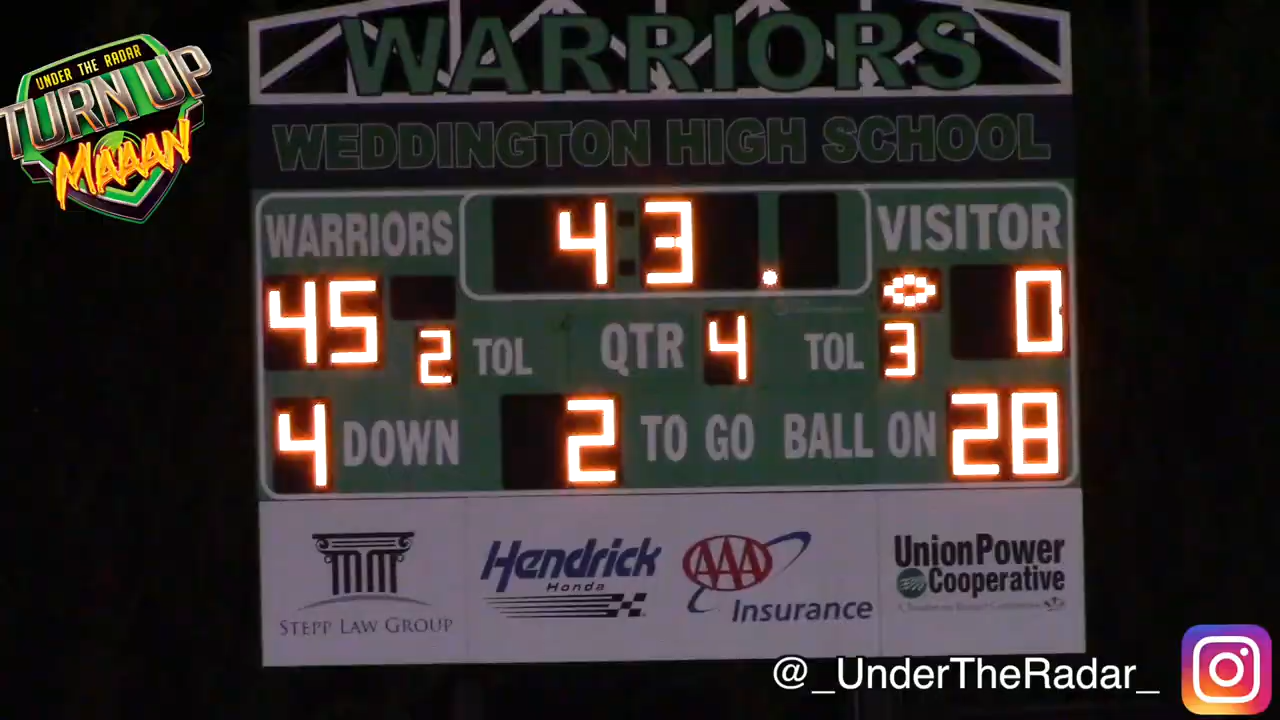 UNDER THE RADAR
TURN UP
MAAAN
WARRIORS
WEDDINGTON HIGH SCHOOL
WARRIORS 43. VISITOR
45 0
2 TOL QTR 4 TOL 3
4 DOWN 2 TO GO BALL ON 28
STEPP LAW GROUP
Hendrick
Honda
AAA
Insurance
UnionPower
Cooperative
@_UnderTheRadar_